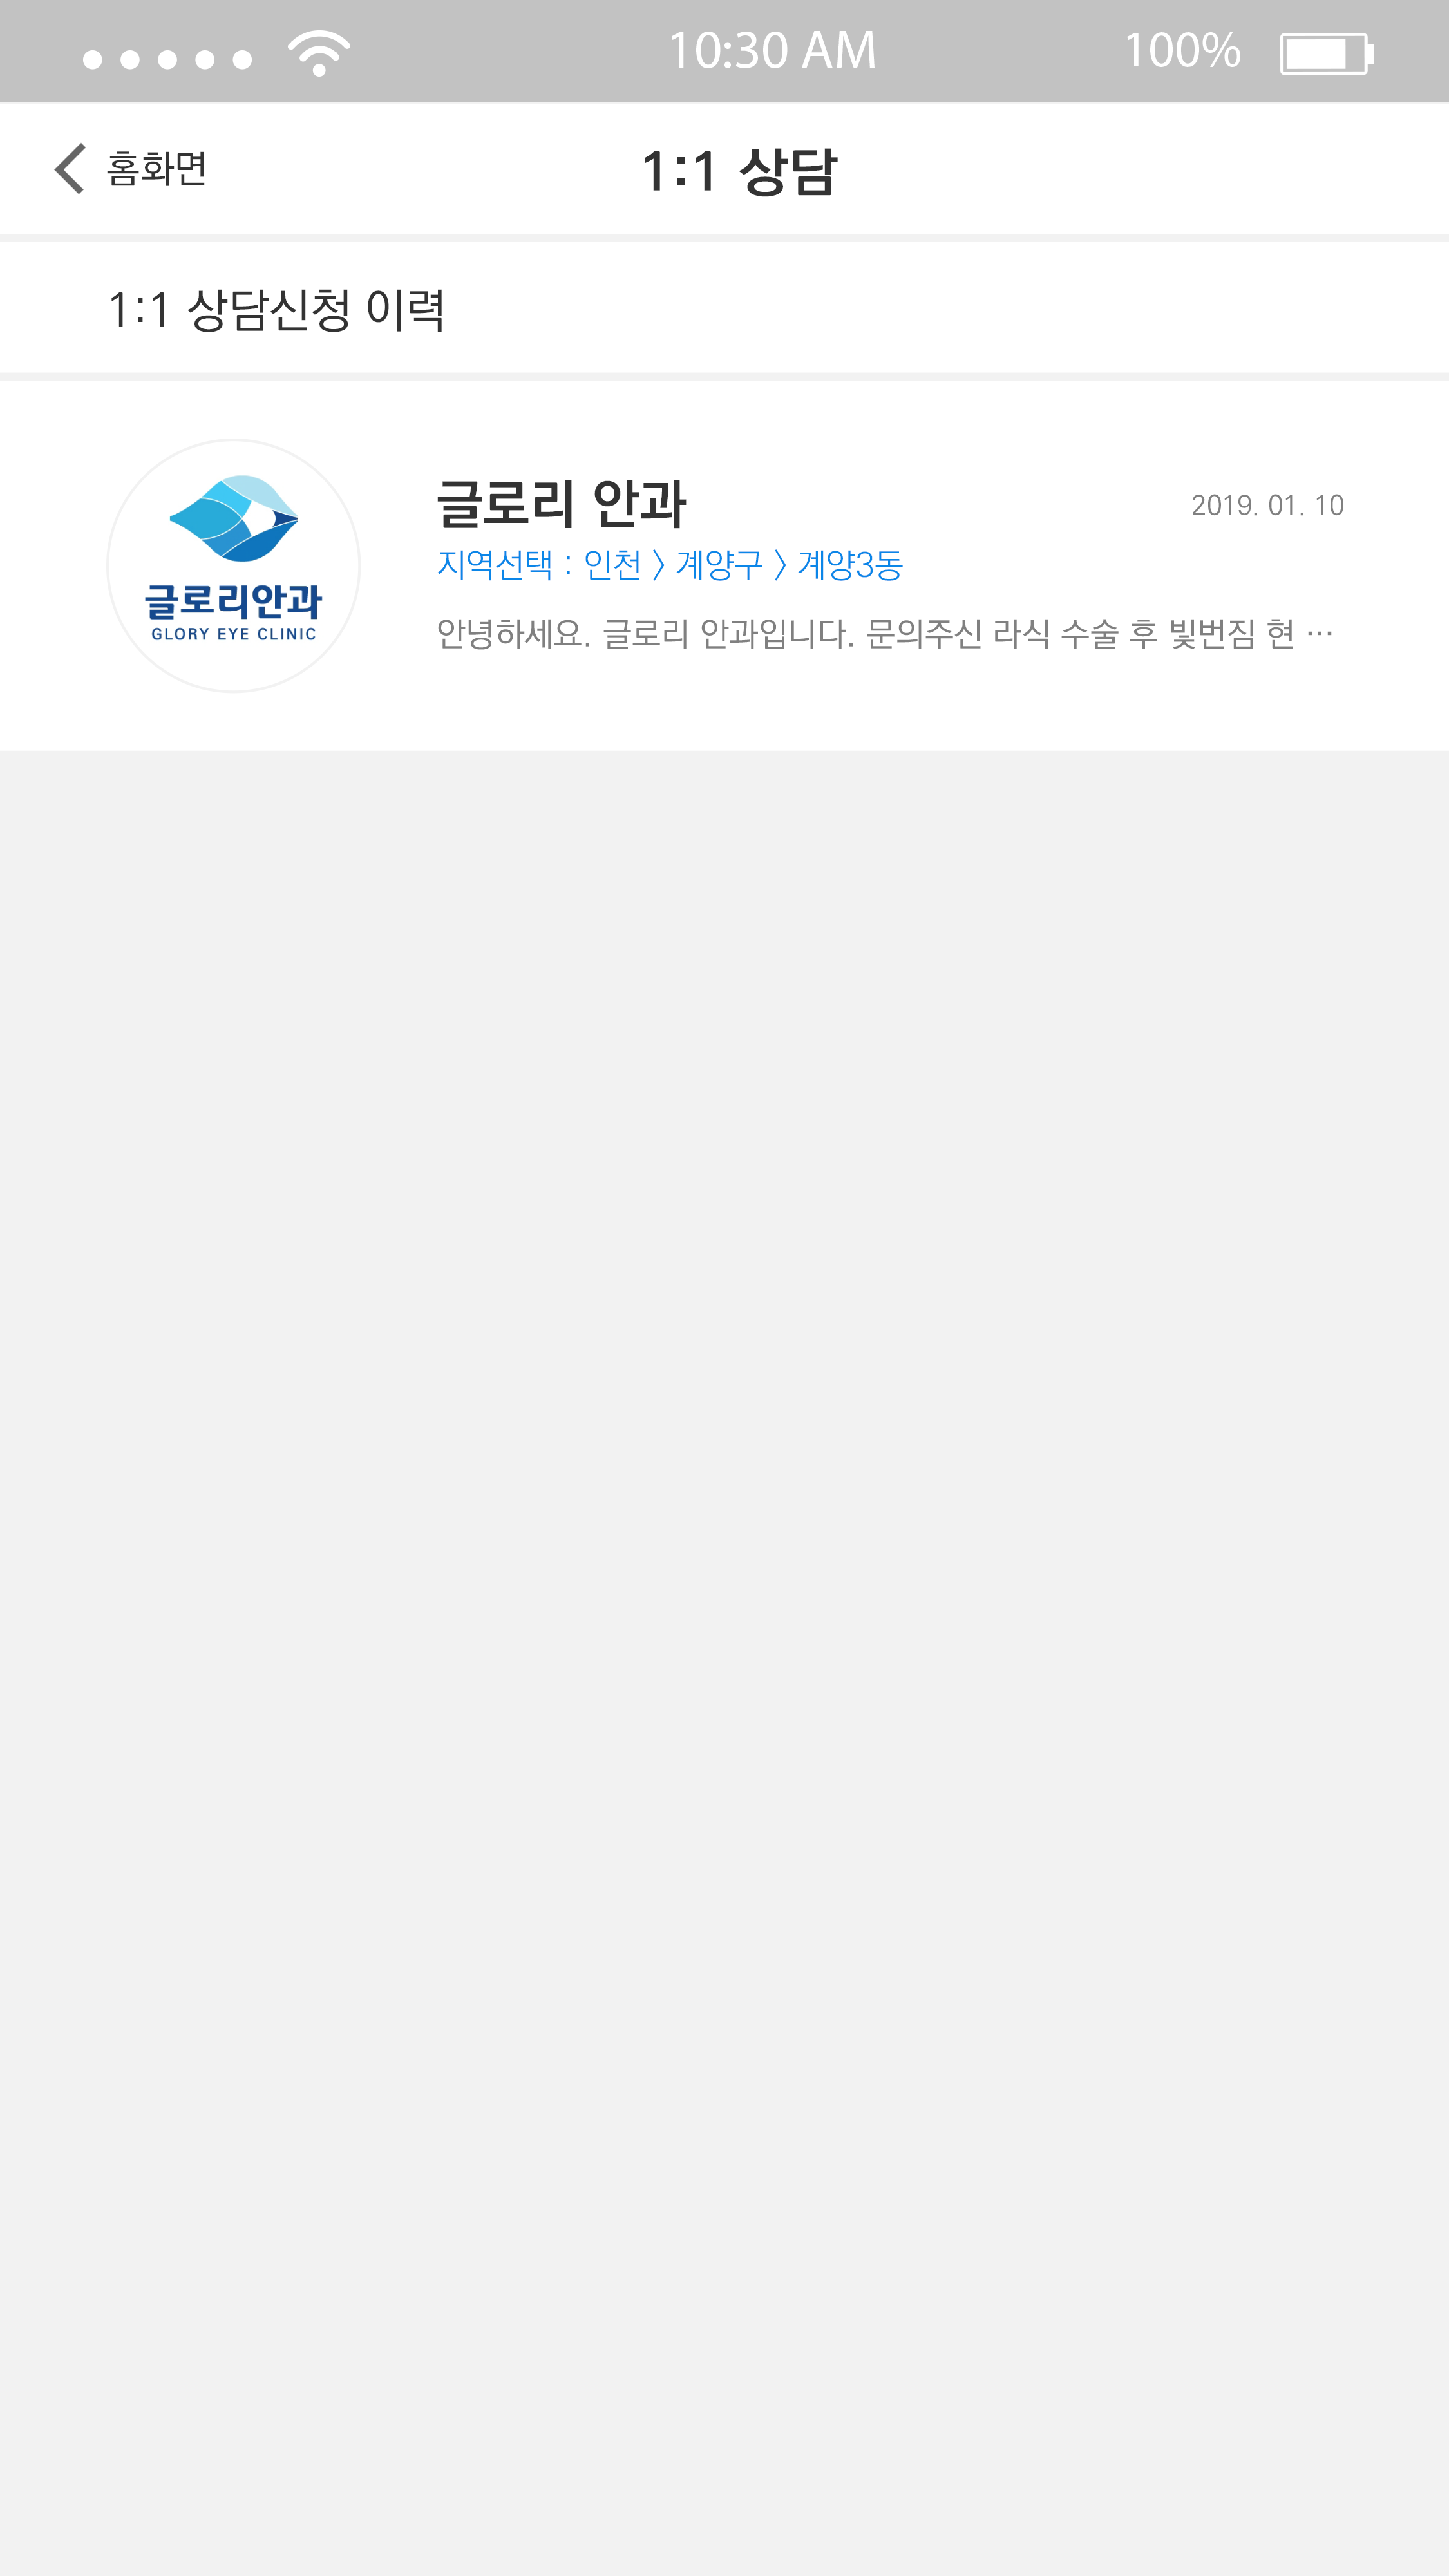 10:30 AM 100%
홈화면 1:1 상담
1:1 상담신청 이력
글로리안과
GLORY EYE CLINIC
글로리 안과 2019. 01. 10
지역선택 : 인천 > 계양구 > 계양3동
안녕하세요. 글로리 안과입니다. 문의주신 라식 수술 후 빛번짐 현 ···